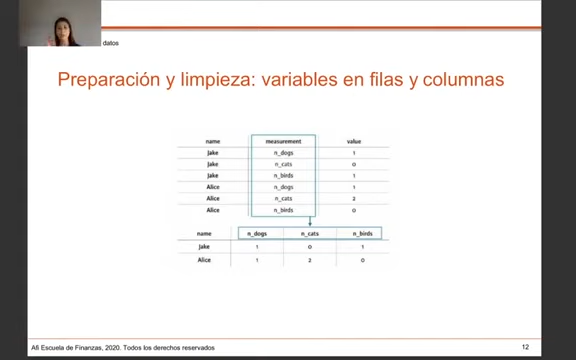 datos
Preparación y limpieza: variables en filas y columnas
name measurement value
Jake n_dogs 1
Jake n_cats 0
Jake n_birds 1
Alice n_dogs 1
Alice n_cats 2
Alice n_birds 0
name n_dogs n_cats n_birds
Jake 1 0 1
Alice 1 2 0
Afi Escuela de Finanzas, 2020. Todos los derechos reservados 12